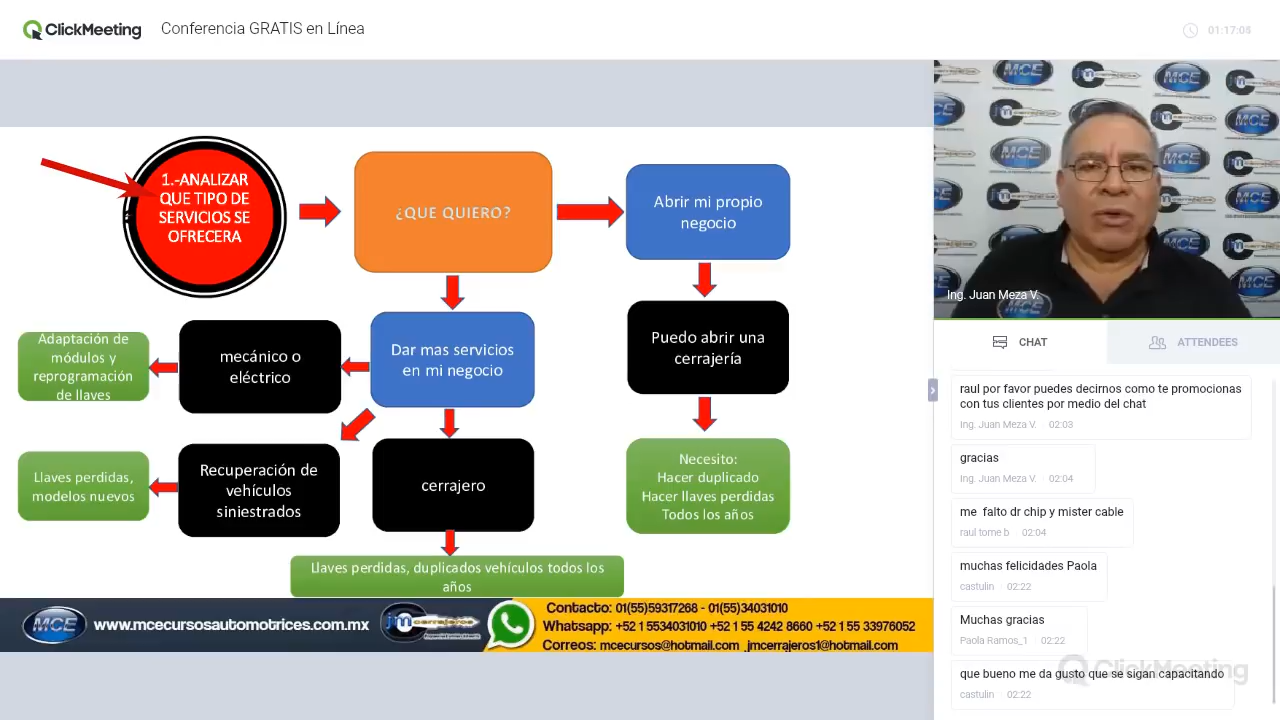 ClickMeeting
Conferencia GRATIS en Línea
01:17:08
1.-ANALIZAR
QUE TIPO DE
SERVICIOS SE
OFRECERA
¿QUE QUIERO?
Abrir mi propio
negocio
Adaptación de
módulos y
reprogramación
de llaves
mecánico o
eléctrico
Dar mas servicios
en mi negocio
Puedo abrir una
cerrajería
Llaves perdidas,
modelos nuevos
Recuperación de
vehículos
siniestrados
cerrajero
Necesito:
Hacer duplicado
Hacer llaves perdidas
Todos los años
Llaves perdidas, duplicados vehículos todos los
años
MCE
www.mcecursosautomotrices.com.mx
jmcerrajeros
Contacto: 01(55)59317268 - 01(55)34031010
Whatsapp: +52 1 5534031010 +52 1 55 4242 8660 +52 1 55 33976052
Correos: mcecursos@hotmail.com jmcerrajeros1@hotmail.com
MCE
Ing. Juan Meza V.
CHAT
ATTENDEES
raul por favor puedes decirnos como te promocionas
con tus clientes por medio del chat
Ing. Juan Meza V. 02:03
gracias
Ing. Juan Meza V. 02:04
me falto dr chip y mister cable
raul tome b 02:04
muchas felicidades Paola
castulin 02:22
Muchas gracias
Paola Ramos_1 02:22
que bueno me da gusto que se sigan capacitando
castulin 02:22
ClickMeeting